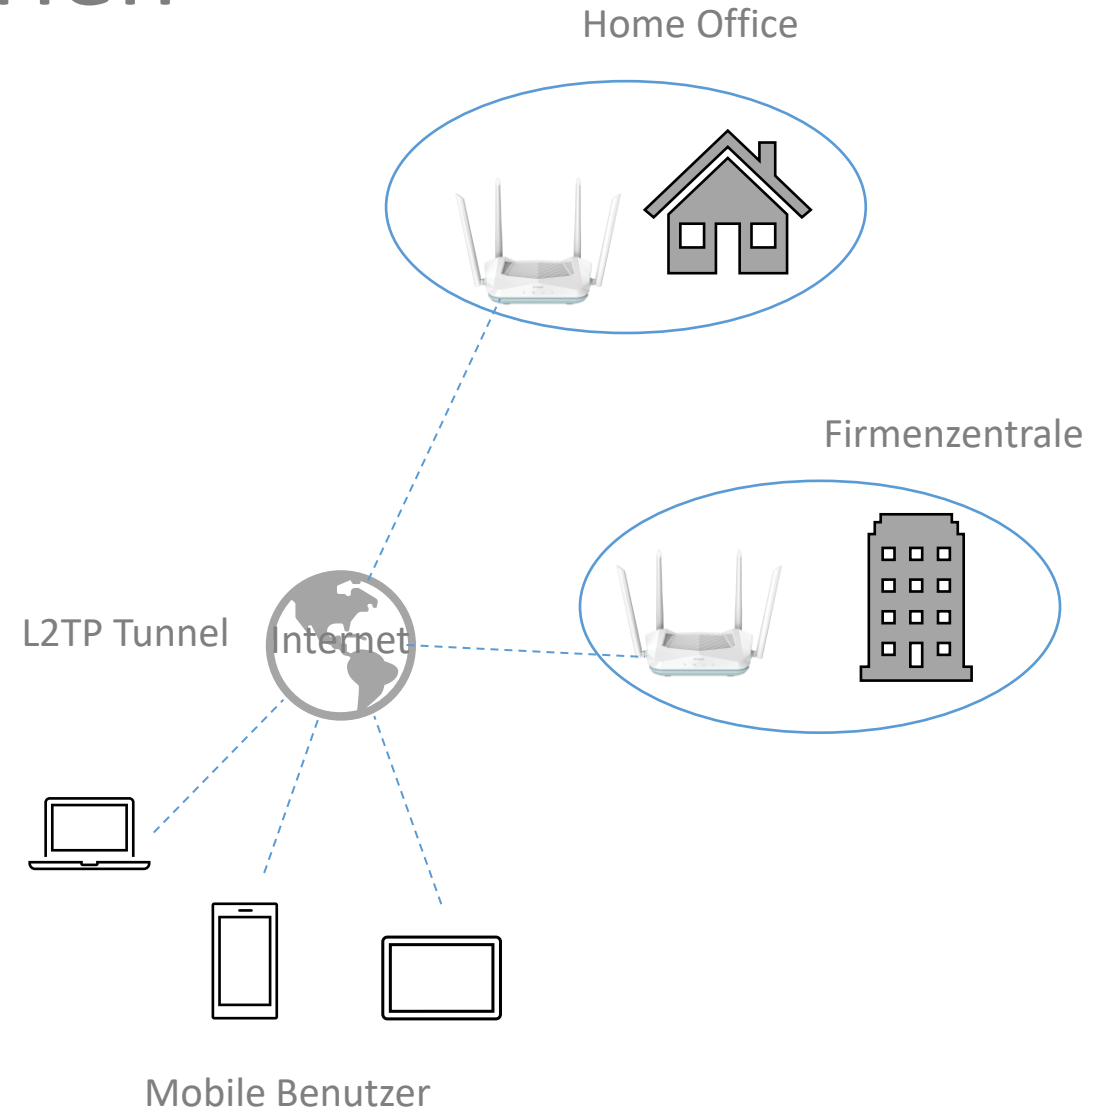 Home Office
Firmenzentrale
L2TP Tunnel
Internet
Mobile Benutzer